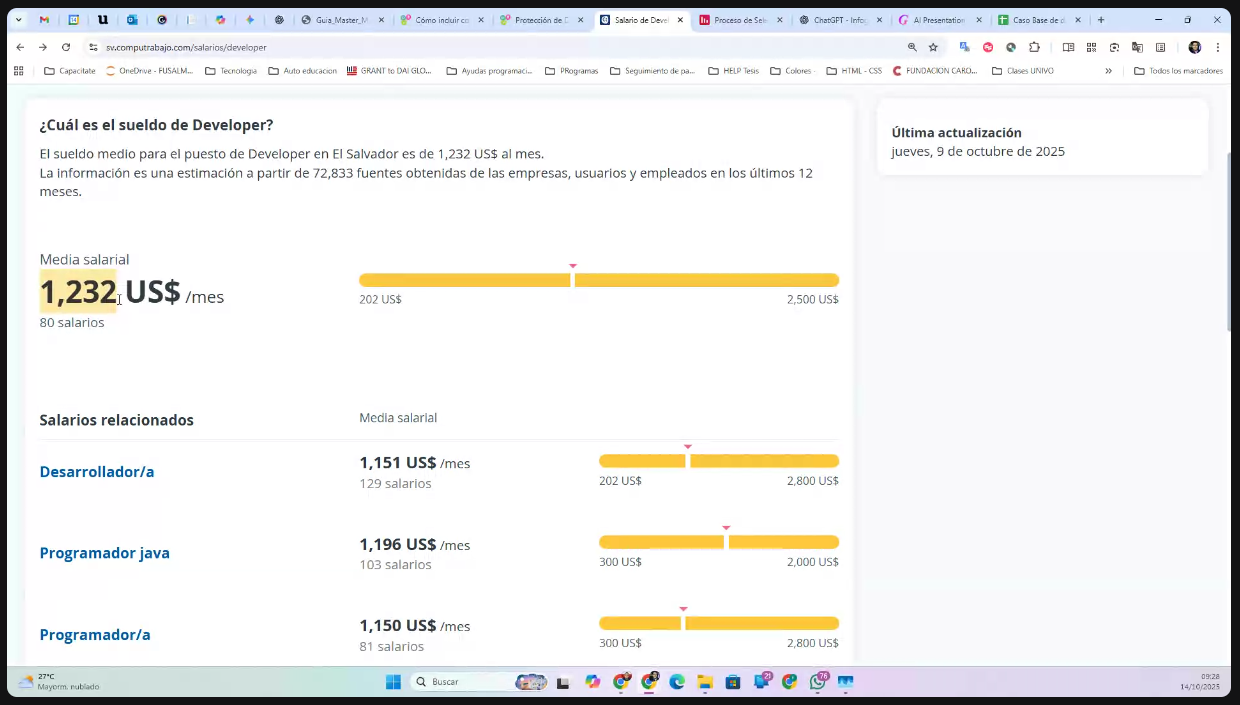 Guia_Master_M
Cómo incluir co
Protección de D
Salario de Devel
Proceso de Sele
ChatGPT - Infog
AI Presentation
Caso Base de d
sv.computrabajo.com/salarios/developer
Capacitate
OneDrive - FUSALM...
Tecnologia
Auto educacion
GRANT to DAI GLO...
Ayudas programaci...
PRogramas
Seguimiento de pa...
HELP Tesis
Colores
HTML - CSS
FUNDACION CARO...
Clases UNIVO
Todos los marcadores
¿Cuál es el sueldo de Developer?
El sueldo medio para el puesto de Developer en El Salvador es de 1,232 US$ al mes.
La información es una estimación a partir de 72,833 fuentes obtenidas de las empresas, usuarios y empleados en los últimos 12
meses.
Última actualización
jueves, 9 de octubre de 2025
Media salarial
1,232 US$ /mes
80 salarios
202 US$
2,500 US$
Salarios relacionados
Media salarial
Desarrollador/a
1,151 US$ /mes
129 salarios
202 US$
2,800 US$
Programador java
1,196 US$ /mes
103 salarios
300 US$
2,000 US$
Programador/a
1,150 US$ /mes
81 salarios
300 US$
2,800 US$
27°C
Mayorm. nublado
Buscar
09:28
14/10/2025